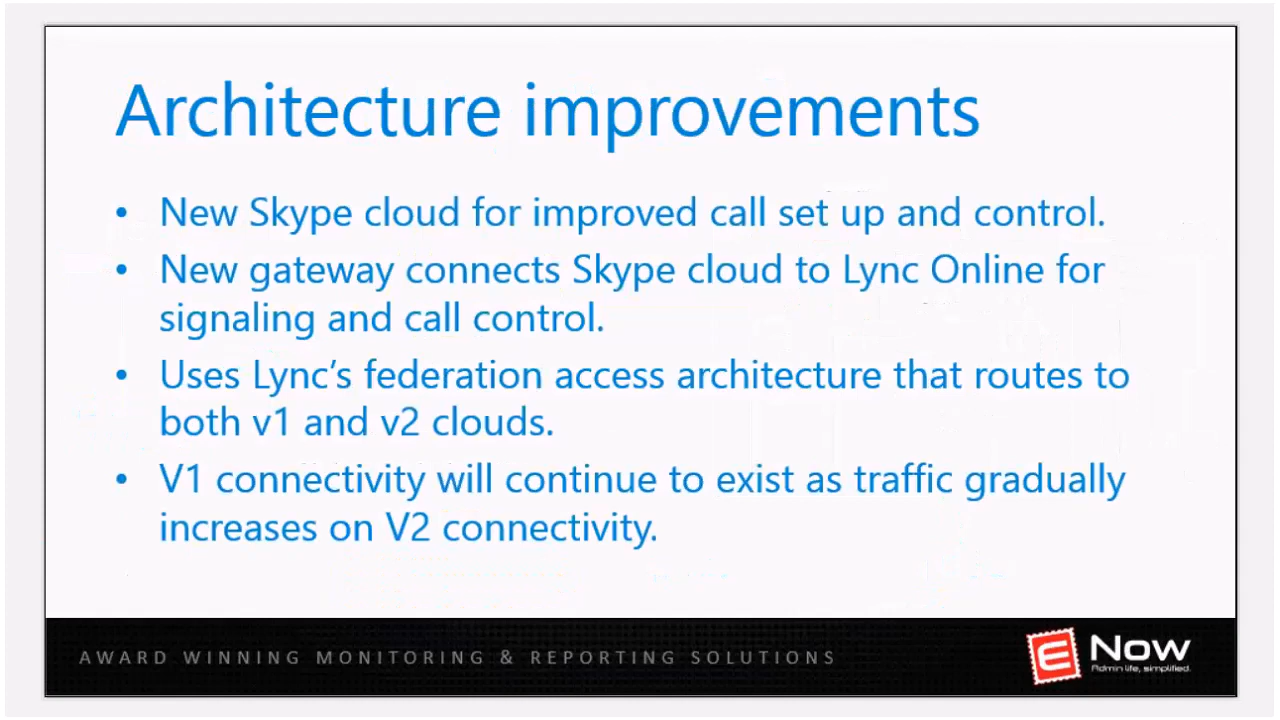 Architecture improvements
• New Skype cloud for improved call set up and control.
• New gateway connects Skype cloud to Lync Online for
signaling and call control.
• Uses Lync’s federation access architecture that routes to
both v1 and v2 clouds.
• V1 connectivity will continue to exist as traffic gradually
increases on V2 connectivity.
AWARD WINNING MONITORING & REPORTING SOLUTIONS
E Now
Admin life, simplified.